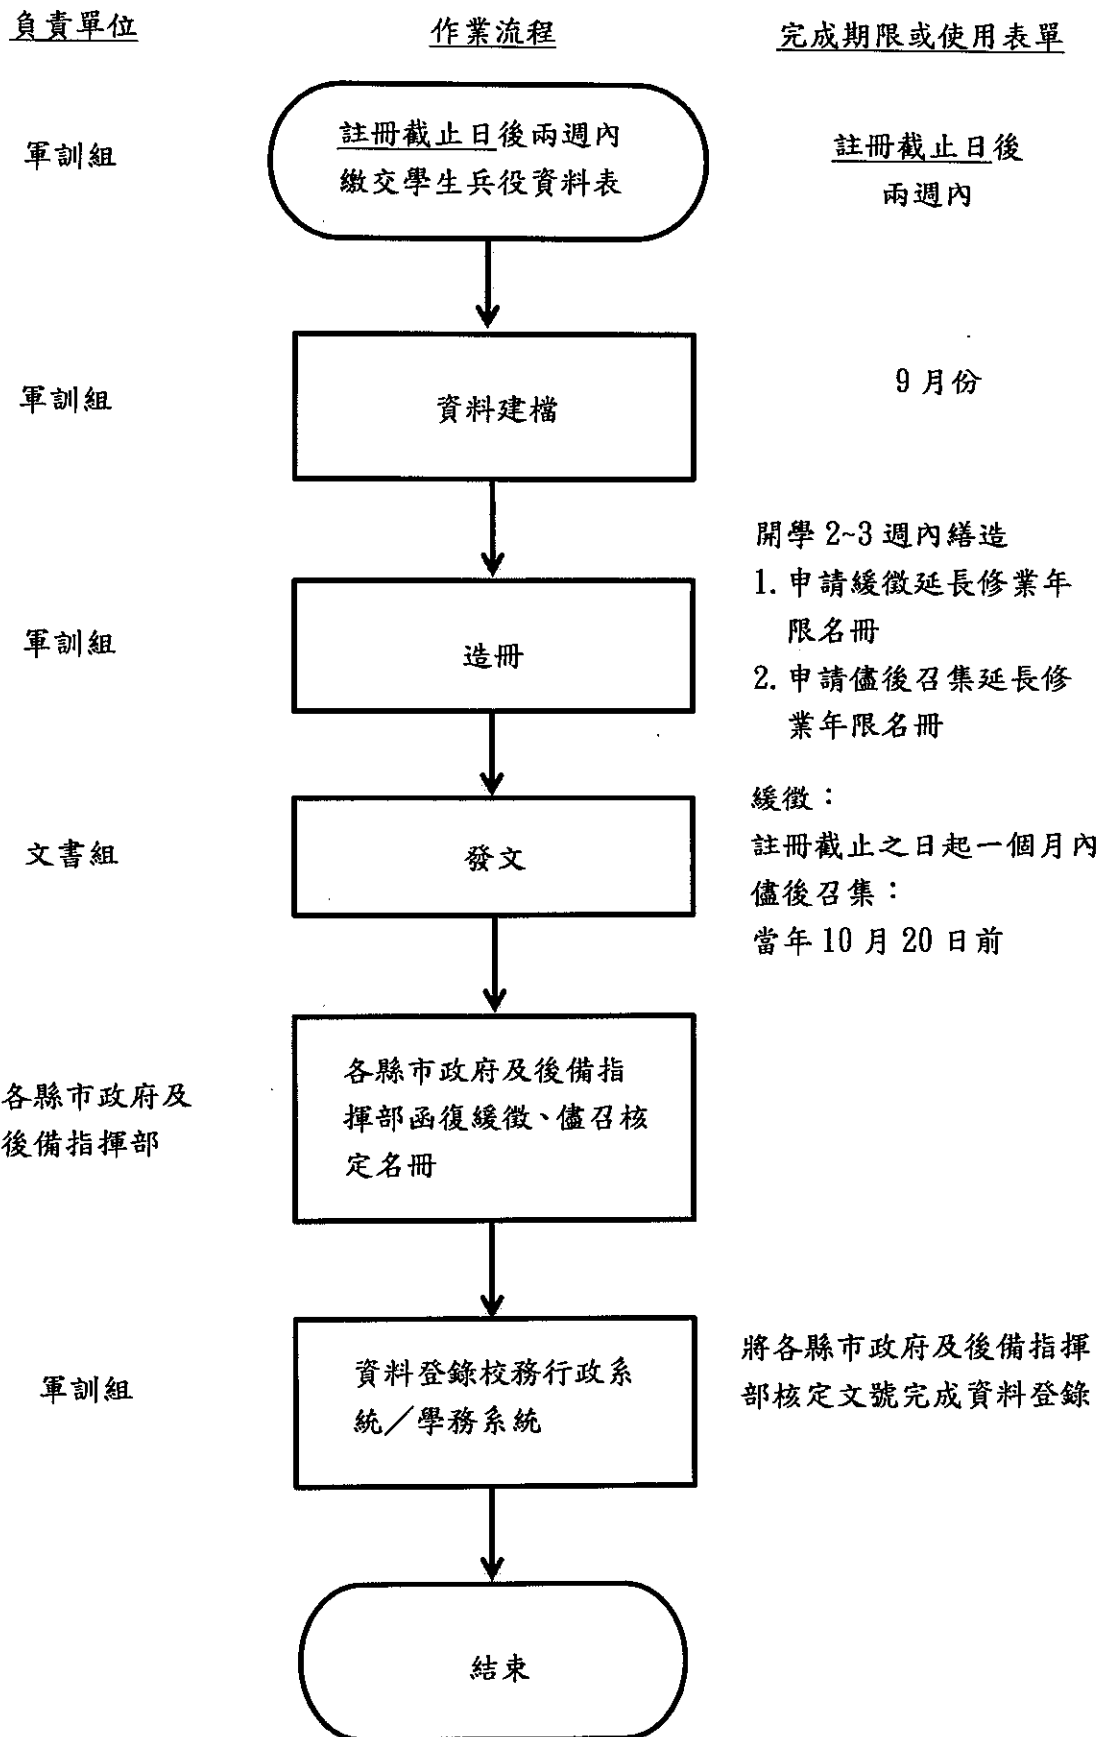 負責單位
作業流程
完成期限或使用表單
軍訓組
註冊截止日後兩週內
繳交學生兵役資料表
註冊截止日後
兩週內
軍訓組
資料建檔
9 月份
軍訓組
造冊
開學 2~3 週內繕造
1. 申請緩徵延長修業年
限名冊
2. 申請儘後召集延長修
業年限名冊
文書組
發文
緩徵：
註冊截止之日起一個月內
儘後召集：
當年 10 月 20 日前
各縣市政府及
後備指揮部
各縣市政府及後備指
揮部函復緩徵、儘召核
定名冊
軍訓組
資料登錄校務行政系
統／學務系統
將各縣市政府及後備指揮
部核定文號完成資料登錄
結束